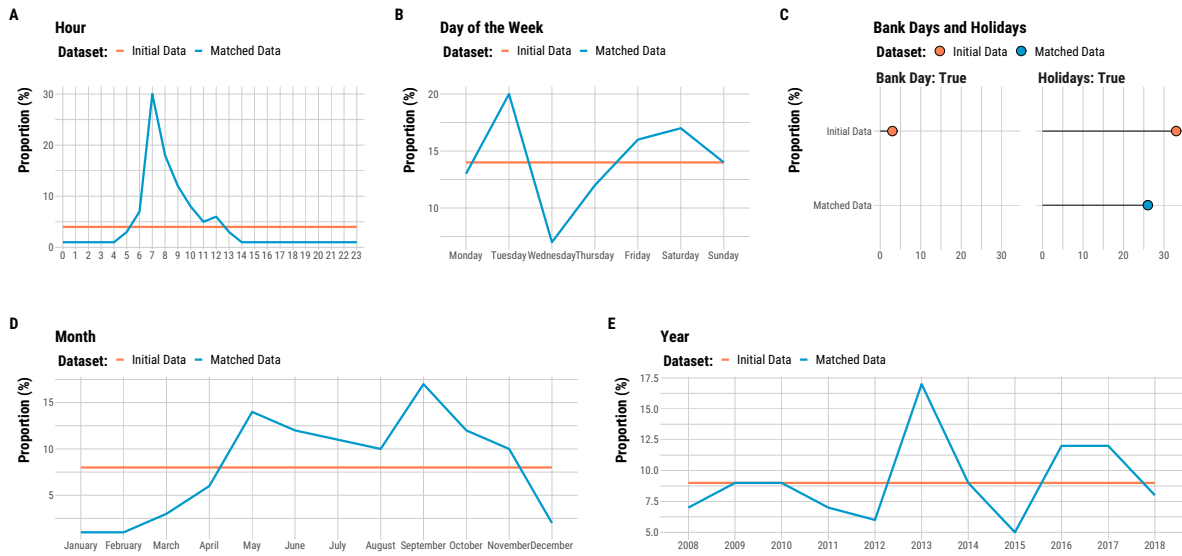 A
Hour
Dataset: Initial Data Matched Data
Proportion (%)
30
20
10
0
0 1 2 3 4 5 6 7 8 9 10 11 12 13 14 15 16 17 18 19 20 21 22 23
B
Day of the Week
Dataset: Initial Data Matched Data
Proportion (%)
20
15
10
Monday Tuesday Wednesday Thursday Friday Saturday Sunday
C
Bank Days and Holidays
Dataset: Initial Data Matched Data
Bank Day: True Holidays: True
Proportion (%)
Initial Data
Matched Data
0 10 20 30 0 10 20 30
D
Month
Dataset: Initial Data Matched Data
Proportion (%)
15
10
5
January February March April May June July August September October November December
E
Year
Dataset: Initial Data Matched Data
Proportion (%)
17.5
15.0
12.5
10.0
7.5
5.0
2008 2009 2010 2011 2012 2013 2014 2015 2016 2017 2018